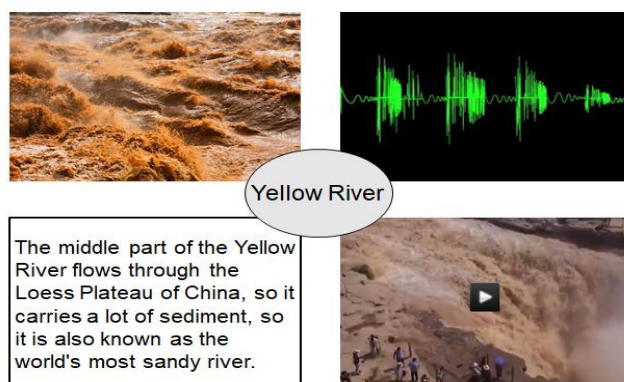 Yellow River
The middle part of the Yellow
River flows through the
Loess Plateau of China, so it
carries a lot of sediment, so
it is also known as the
world's most sandy river.